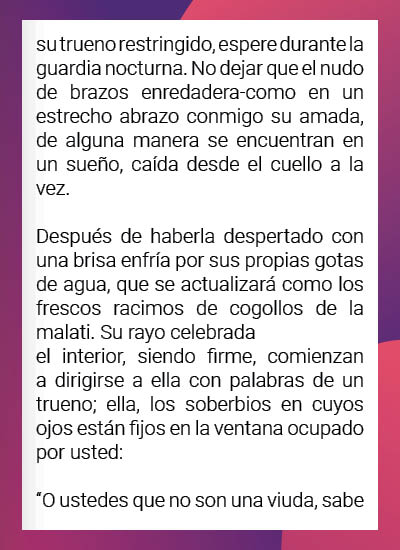 su trueno restringido, espere durante la
guardia nocturna. No dejar que el nudo
de brazos enredadera-como en un
estrecho abrazo conmigo su amada,
de alguna manera se encuentran en
un sueño, caída desde el cuello a la
vez.
Después de haberla despertado con
una brisa enfría por sus propias gotas
de agua, que se actualizará como los
frescos racimos de cogollos de la
malati. Su rayo celebrada
el interior, siendo firme, comienzan
a dirigirse a ella con palabras de un
trueno; ella, los soberbios en cuyos
ojos están fijos en la ventana ocupado
por usted:
“O ustedes que no son una viuda, sabe